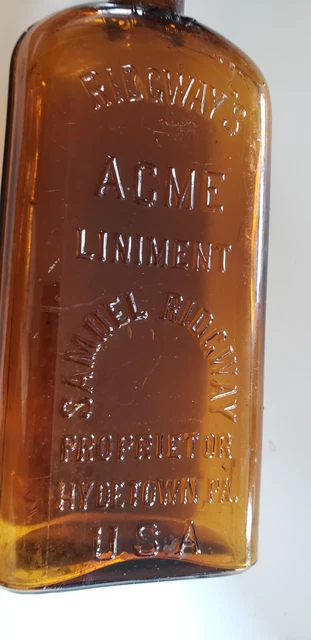 RIDGWAY'S
ACME
LINIMENT
SAMUEL RIDGWAY
PROPRIETOR
HYDETOWN, PA.
U.S.A